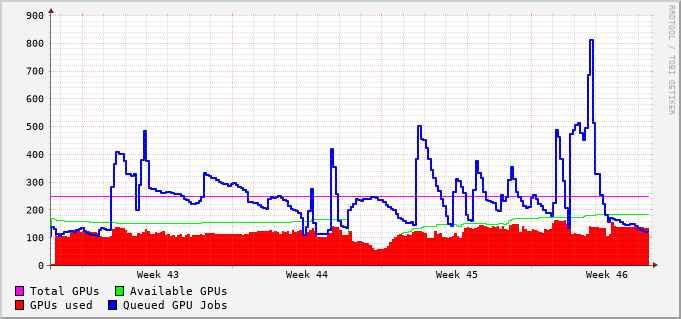 900
800
700
600
500
400
300
200
100
0
Week 43 Week 44 Week 45 Week 46
Total GPUs Available GPUs
GPUs used Queued GPU Jobs
RRDTOOL / TOBI OETIKER